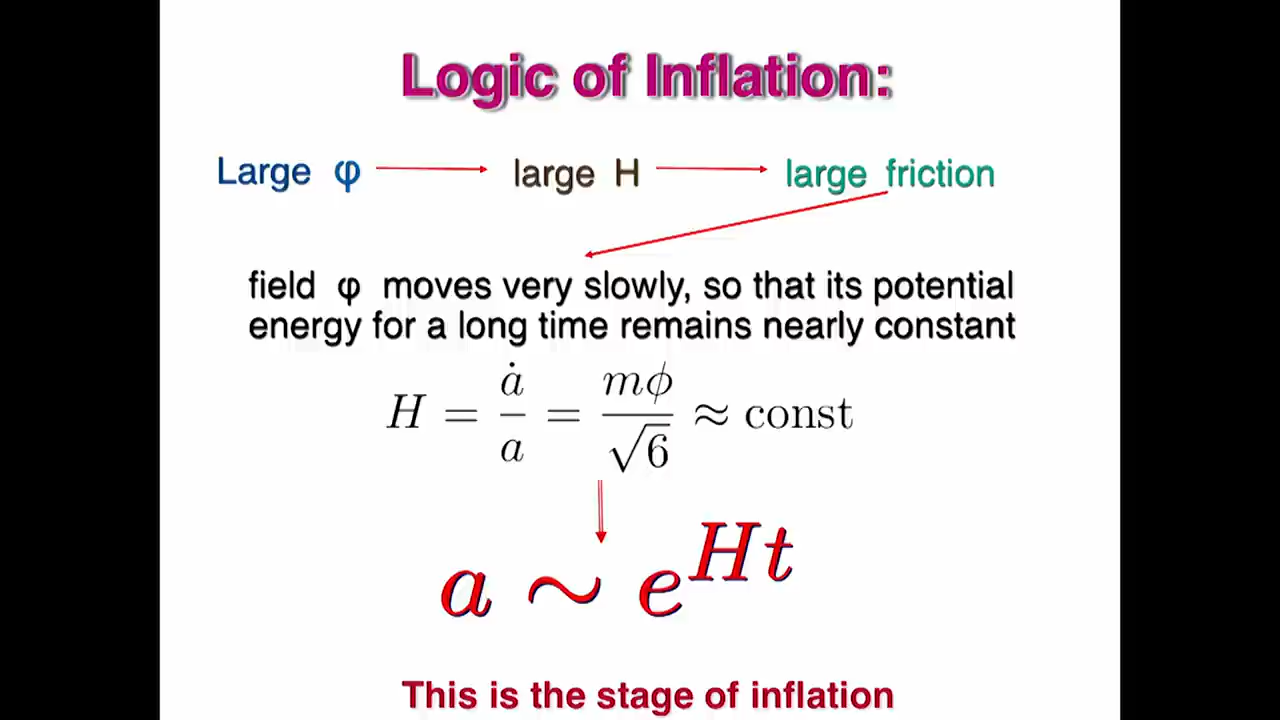 Logic of Inflation:
Large φ → large H → large friction
field φ moves very slowly, so that its potential
energy for a long time remains nearly constant
H = ȧ/a = mϕ/√6 ≈ const
a ∼ e^{Ht}
This is the stage of inflation